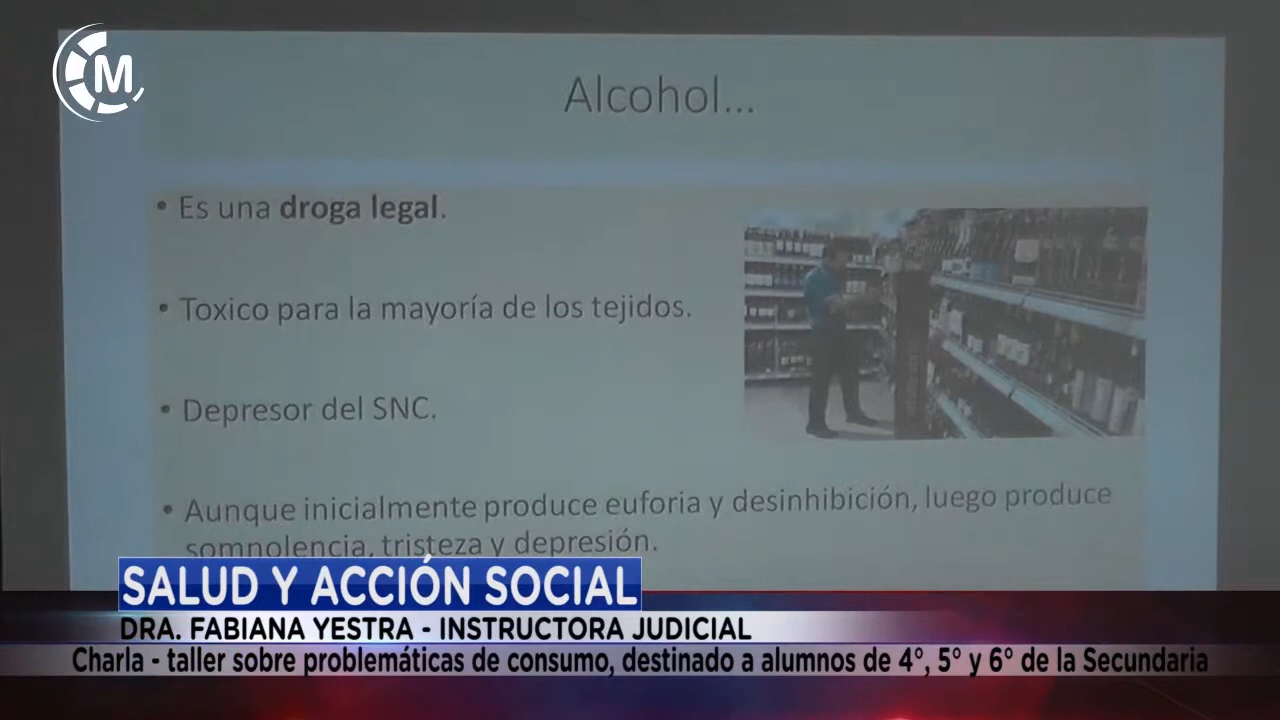 M
Alcohol...
• Es una droga legal.
• Toxico para la mayoría de los tejidos.
• Depresor del SNC.
• Aunque inicialmente produce euforia y desinhibición, luego produce
somnolencia, tristeza y depresión.
SALUD Y ACCIÓN SOCIAL
DRA. FABIANA YESTRA - INSTRUCTORA JUDICIAL
Charla - taller sobre problemáticas de consumo, destinado a alumnos de 4°, 5° y 6° de la Secundaria